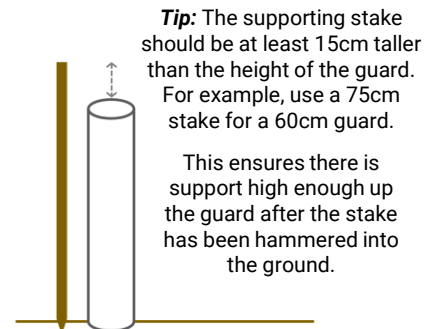 Tip: The supporting stake
should be at least 15cm taller
than the height of the guard.
For example, use a 75cm
stake for a 60cm guard.
This ensures there is
support high enough up
the guard after the stake
has been hammered into
the ground.